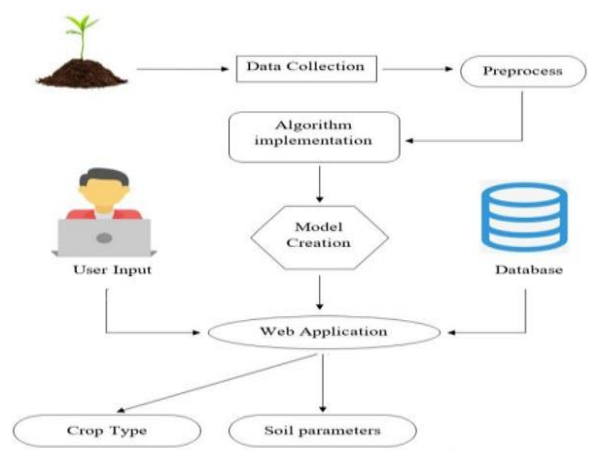 Data Collection
Preprocess
Algorithm
implementation
Model
Creation
User Input
Database
Web Application
Crop Type
Soil parameters